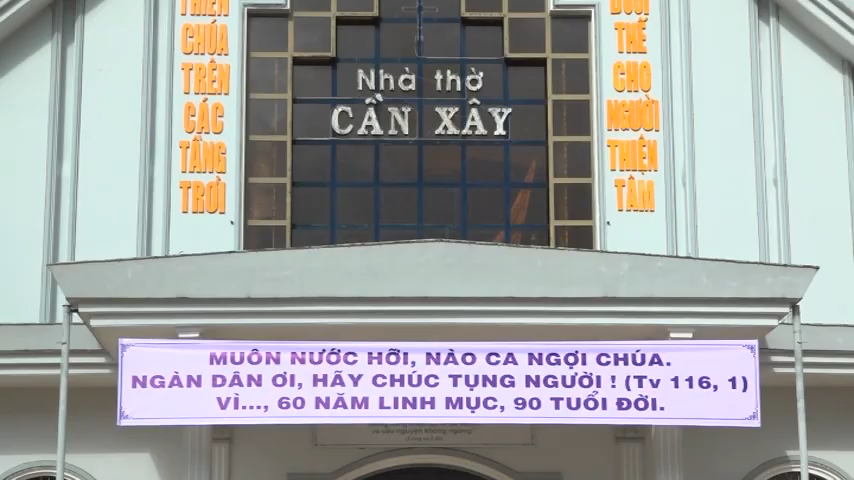 THIÊN
CHÚA
TRÊN
CÁC
TẦNG
TRỜI
Nhà thờ
CẦN XÂY
THẾ
CHO
NGƯỜI
THIỆN
TÂM
MUÔN NƯỚC HỠI, NÀO CA NGỢI CHÚA.
NGÀN DÂN ƠI, HÃY CHÚC TỤNG NGƯỜI ! (Tv 116, 1)
VÌ..., 60 NĂM LINH MỤC, 90 TUỔI ĐỜI.